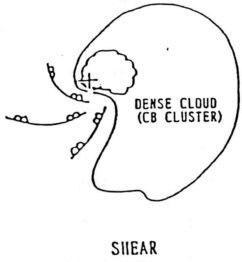 DENSE CLOUD
(CB CLUSTER)
SHEAR